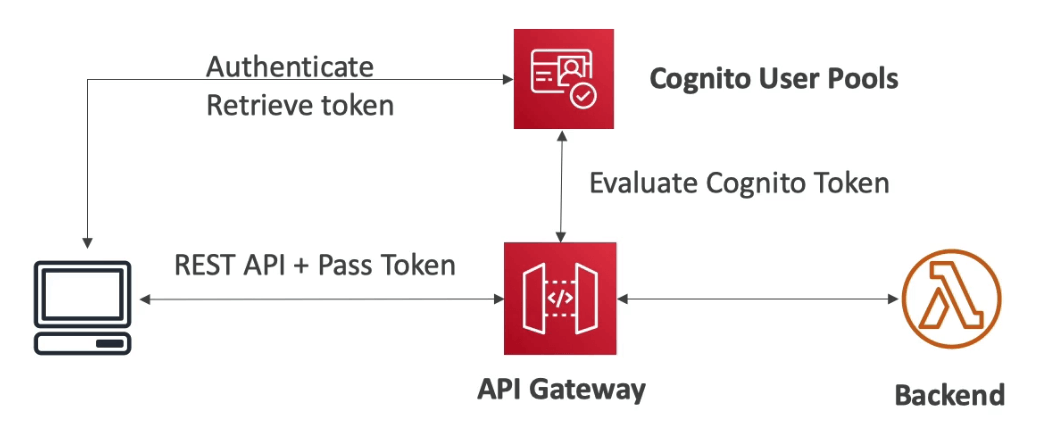 Authenticate
Retrieve token
Cognito User Pools
Evaluate Cognito Token
REST API + Pass Token
</>
API Gateway
Backend